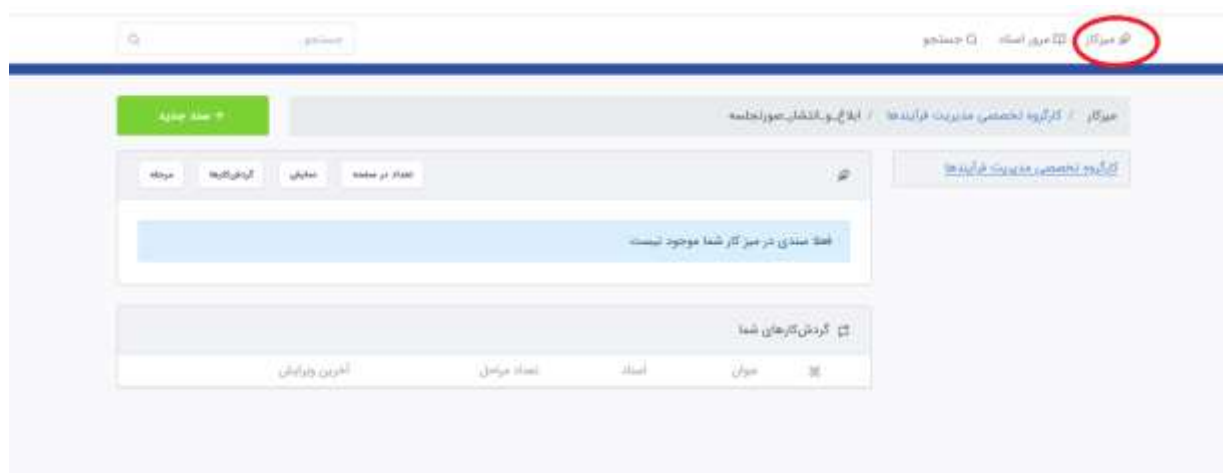 میزکار مرور اسناد جستجو جستجو...
میزکار / کارگروه تخصصی مدیریت فرآیندها / ابلاغ_و_انتشار_صورتجلسه + سند جدید
کارگروه تخصصی مدیریت فرآیندها
تعداد در صفحه نمایش گردش‌کارها مرحله
فعلا سندی در میز کار شما موجود نیست
گردش‌کارهای شما
عنوان اسناد تعداد مراحل آخرین ویرایش